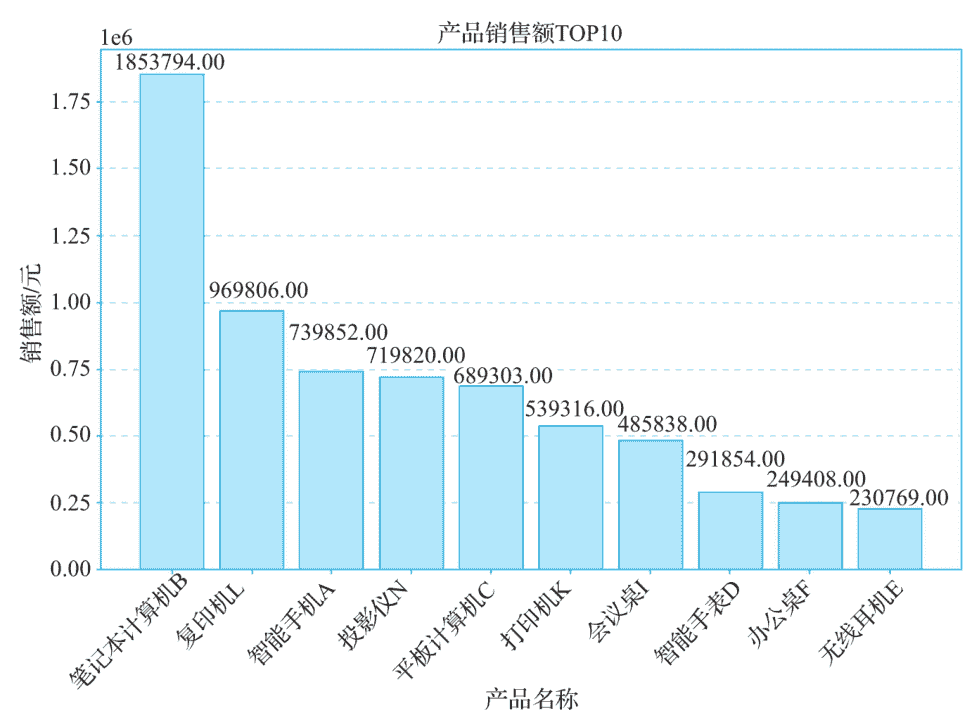 产品销售额TOP10
1e6
1853794.00
969806.00
739852.00
719820.00
689303.00
539316.00
485838.00
291854.00
249408.00
230769.00
1.75
1.50
1.25
1.00
0.75
0.50
0.25
0.00
销售额/元
笔记本计算机B
复印机L
智能手机A
投影仪N
平板计算机C
打印机K
会议桌I
智能手表D
办公桌F
无线耳机E
产品名称